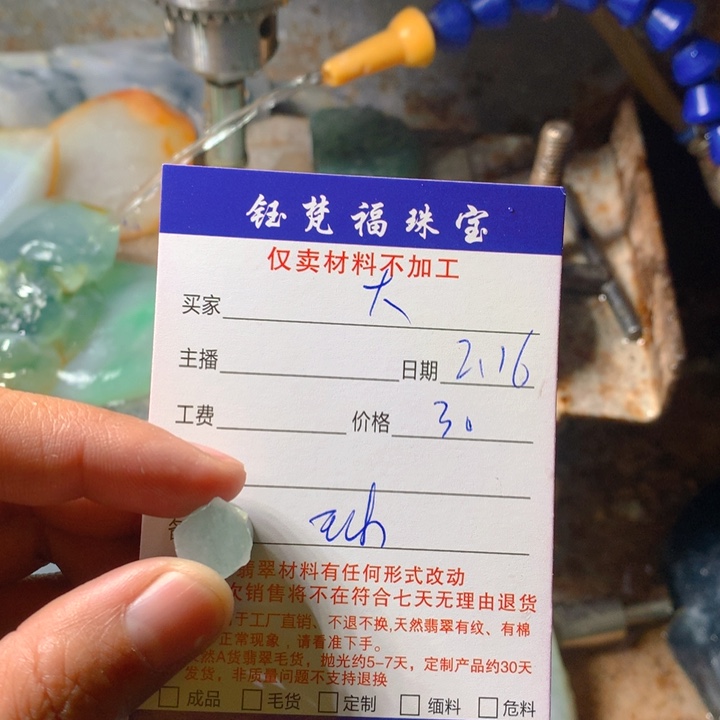 钰梵福珠宝
仅卖材料不加工
买家 大
主播 日期 2.16
工费 价格 30
翡翠材料有任何形式改动
次销售将不在符合七天无理由退货
于工厂直销、不退不换,天然翡翠有纹、有棉
正常现象，请看准下手。
然A货翡翠毛货，抛光约5-7天，定制产品约30天
发货，非质量问题不支持退换
成品 毛货 定制 缅料 危料